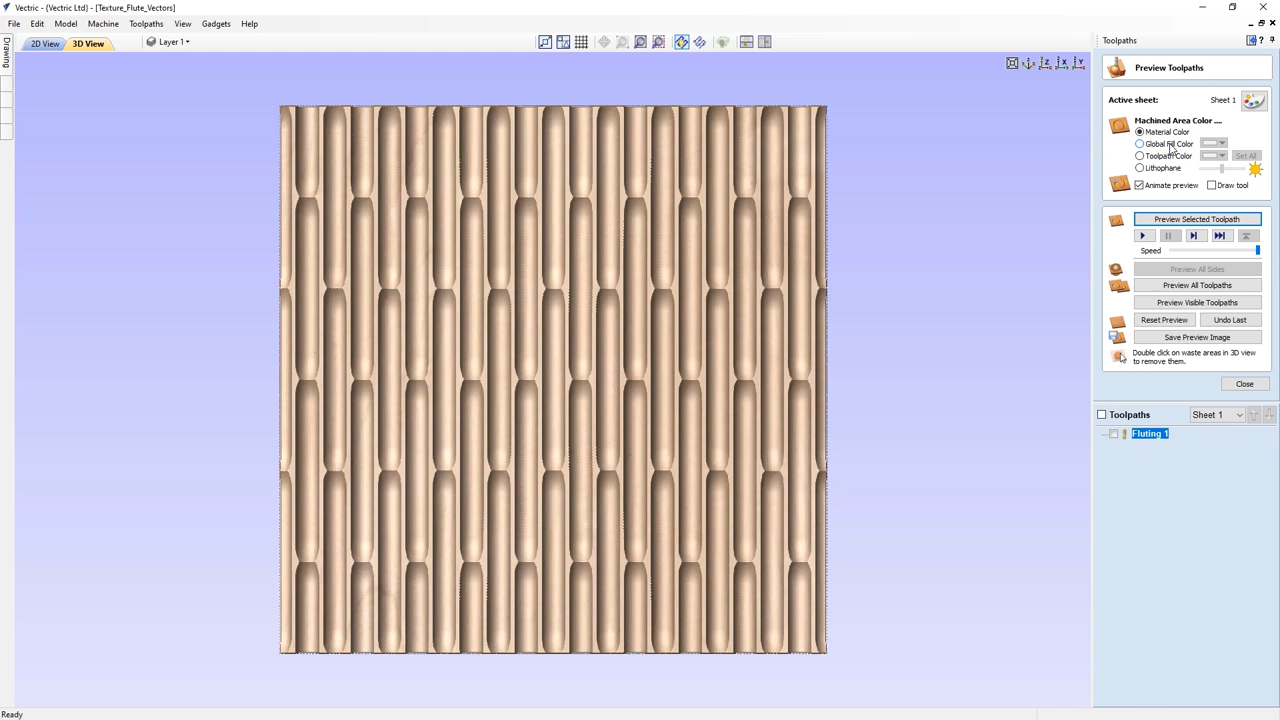 Vectric - {Vectric Ltd} - [Texture_Flute_Vectors]
File Edit Model Machine Toolpaths View Gadgets Help
2D View 3D View Layer 1
Drawing
Toolpaths
Preview Toolpaths
Active sheet: Sheet 1
Machined Area Color ....
Material Color
Global Fill Color
Toolpath Color Set All
Lithophane
Animate preview Draw tool
Preview Selected Toolpath
Speed
Preview All Sides
Preview All Toolpaths
Preview Visible Toolpaths
Reset Preview Undo Last
Save Preview Image
Double click on waste areas in 3D view
to remove them.
Close
Toolpaths Sheet 1
Fluting 1
Ready